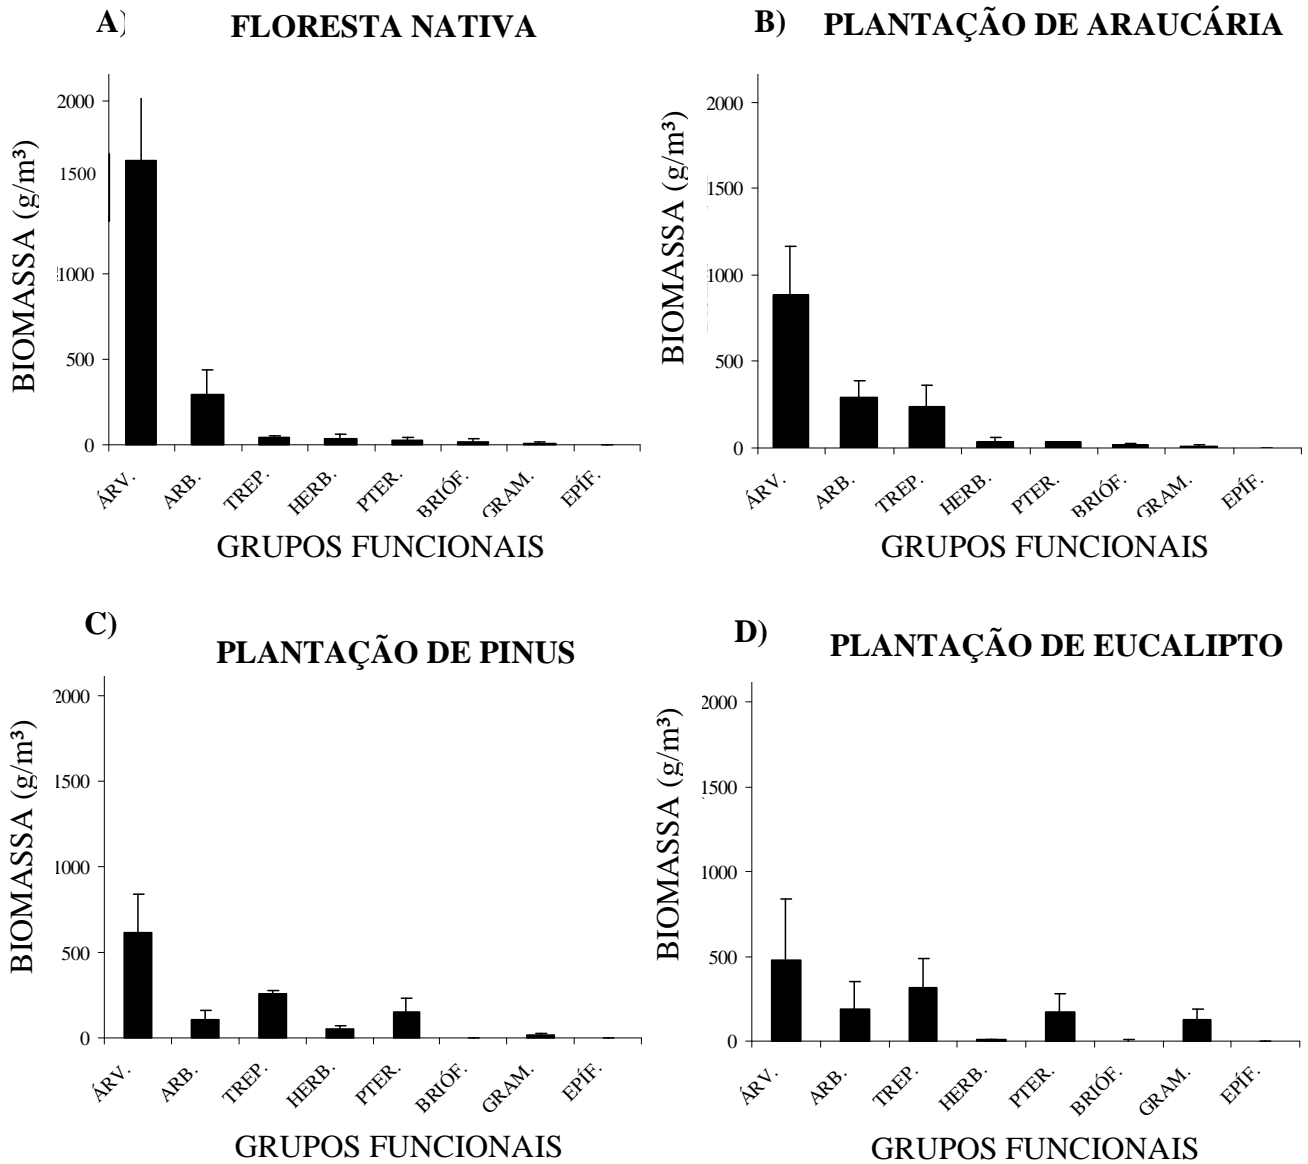 A) FLORESTA NATIVA
BIOMASSA (g/m³)
2000
1500
1000
500
0
ÁRV. ARB. TREP. HERB. PTER. BRIÓF. GRAM. EPÍF.
GRUPOS FUNCIONAIS
B) PLANTAÇÃO DE ARAUCÁRIA
BIOMASSA (g/m³)
2000
1500
1000
500
0
ÁRV. ARB. TREP. HERB. PTER. BRIÓF. GRAM. EPÍF.
GRUPOS FUNCIONAIS
C) PLANTAÇÃO DE PINUS
BIOMASSA (g/m³)
2000
1500
1000
500
0
ÁRV. ARB. TREP. HERB. PTER. BRIÓF. GRAM. EPÍF.
GRUPOS FUNCIONAIS
D) PLANTAÇÃO DE EUCALIPTO
BIOMASSA (g/m³)
2000
1500
1000
500
0
ÁRV. ARB. TREP. HERB. PTER. BRIÓF. GRAM. EPÍF.
GRUPOS FUNCIONAIS